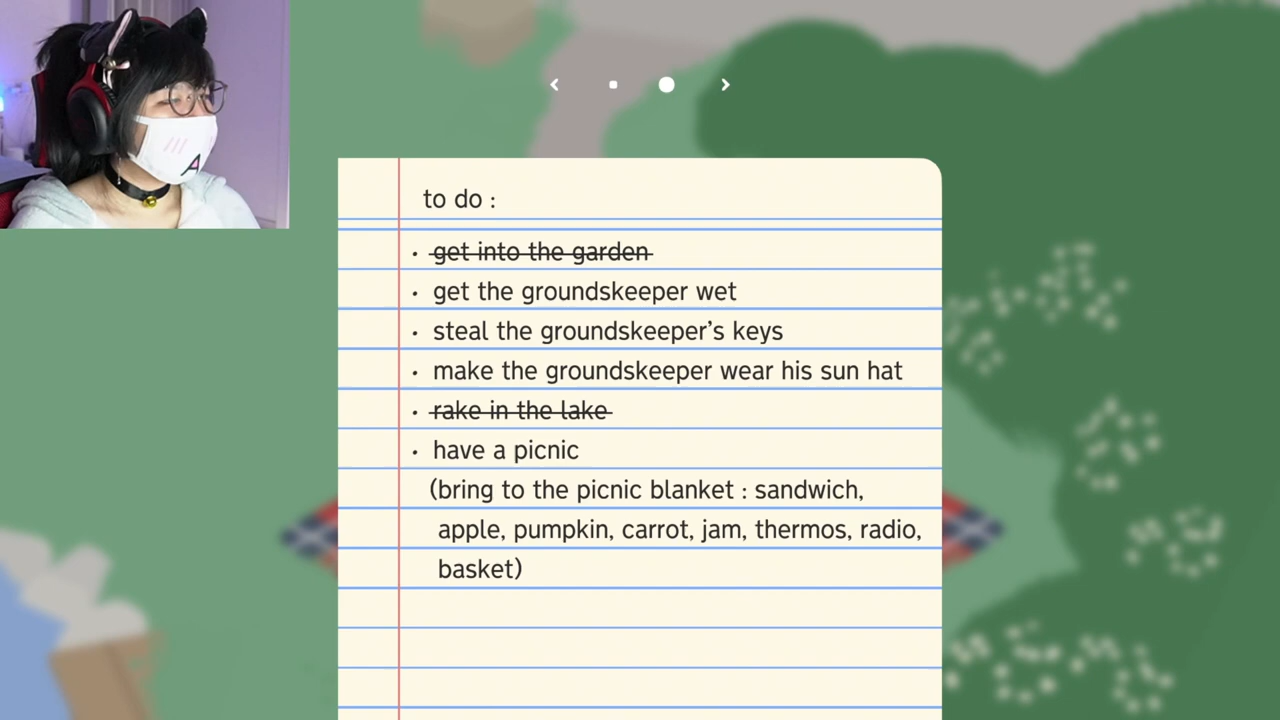 to do :
• get into the garden
• get the groundskeeper wet
• steal the groundskeeper's keys
• make the groundskeeper wear his sun hat
• rake in the lake
• have a picnic
(bring to the picnic blanket : sandwich,
apple, pumpkin, carrot, jam, thermos, radio,
basket)